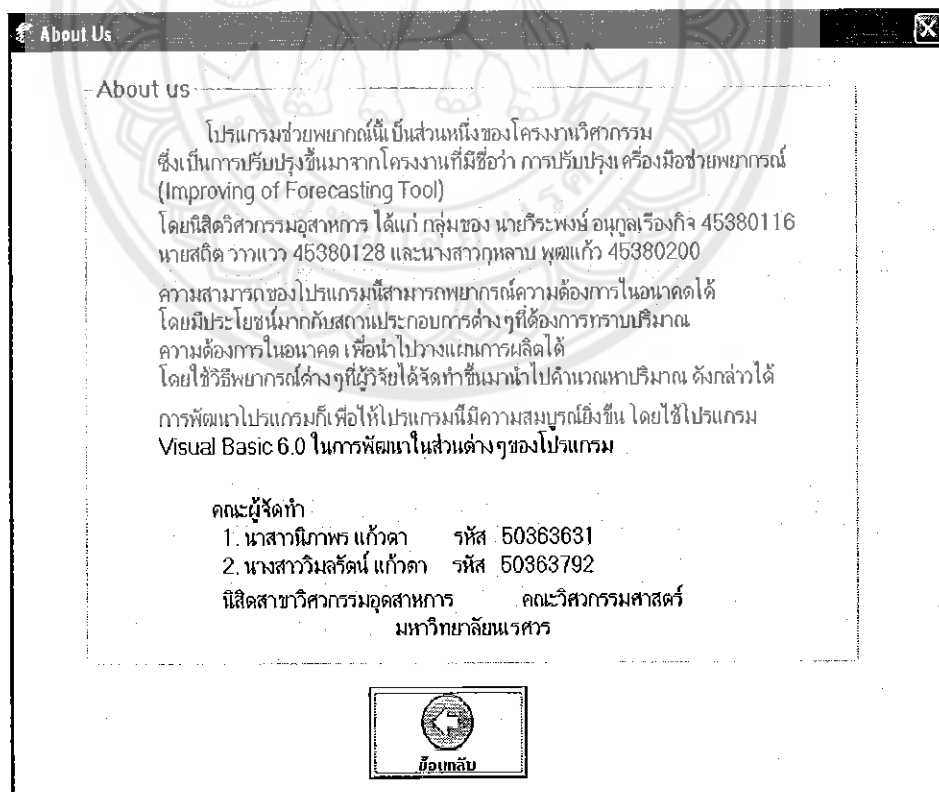 About Us
About us
โปรแกรมช่วยพยากณ์นี้เป็นส่วนหนึ่งของโครงงานวิศวกรรม
ซึ่งเป็นการปรับปรุงขึ้นมาจากโครงงานที่มีชื่อว่า การปรับปรุงเครื่องมือช่วยพยากรณ์
(Improving of Forecasting Tool)
โดยนิสิตวิศวกรรมอุสาหการ ได้แก่ กลุ่มของ นายวีระพงษ์ อนุกูลเรืองกิจ 45380116
นายสถิต วาวแวว 45380128 และนางสาวกุหลาบ พุฒแก้ว 45380200
ความสามารถของโปรแกรมนี้สามารถพยากรณ์ความต้องการในอนาคตได้
โดยมีประโยชน์มากกับสถานประกอบการต่างๆที่ต้องการทราบปริมาณ
ความต้องการในอนาคต เพื่อนำไปวางแผนการผลิตได้
โดยใช้วิธีพยากรณ์ต่างๆที่ผู้วิจัยได้จัดทำขึ้นมานำไปคำนวณหาปริมาณ ดังกล่าวได้
การพัฒนาโปรแกรมก็เพื่อให้โปรแกรมนี้มีความสมบูรณ์ยิ่งขึ้น โดยใช้โปรแกรม
Visual Basic 6.0 ในการพัฒนาในส่วนต่างๆของโปรแกรม
คณะผู้จัดทำ
1. นาสาวนิภาพร แก้วตา รหัส 50363631
2. นางสาววิมลรัตน์ แก้วตา รหัส 50363792
นิสิตสาขาวิศวกรรมอุตสาหการ คณะวิศวกรรมศาสตร์
มหาวิทยาลัยนเรศวร
ย้อนกลับ